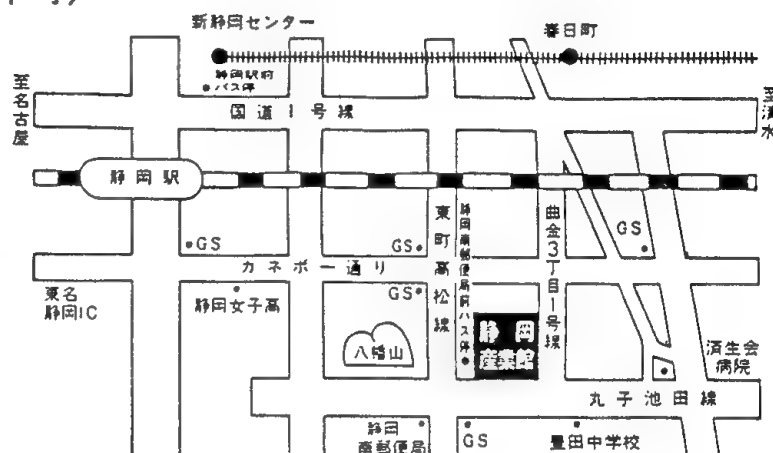 新静岡センター
春日町
静岡駅前
バス停
至名古屋
国道1号線
至清水
静岡駅
GS
GS
GS
カネボー通り
東町高松線
静岡南郵便局前バス停
曲金3丁目1号線
東名
静岡IC
静岡女子高
GS
八幡山
静岡
産業館
済生会
病院
丸子池田線
静岡
南郵便局
GS
豊田中学校